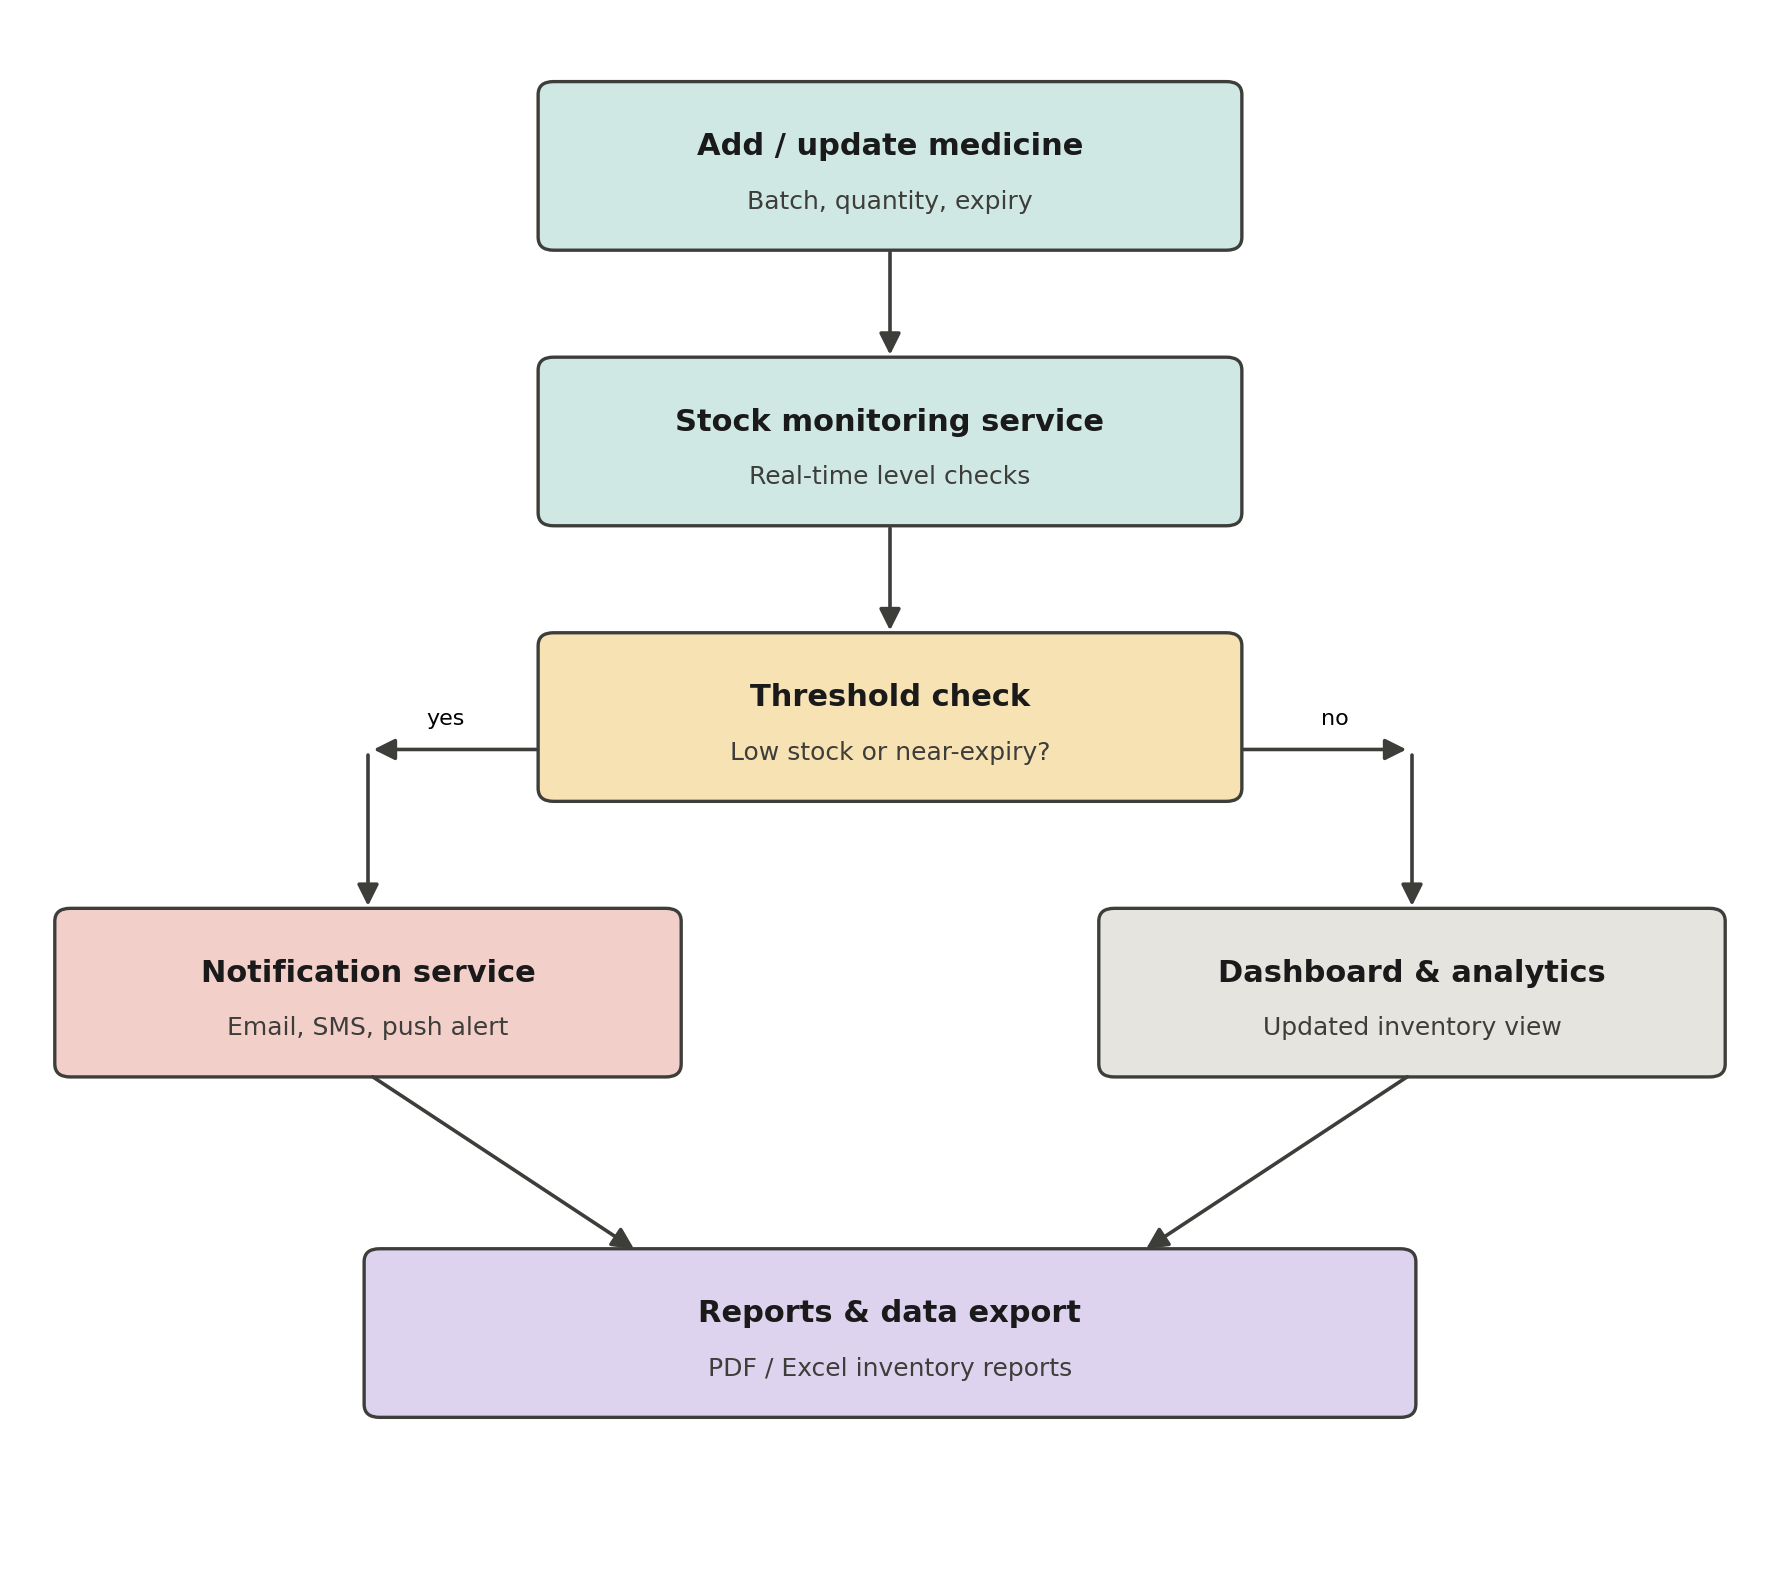 Add / update medicine
Batch, quantity, expiry
Stock monitoring service
Real-time level checks
Threshold check
Low stock or near-expiry?
yes
no
Notification service
Email, SMS, push alert
Dashboard & analytics
Updated inventory view
Reports & data export
PDF / Excel inventory reports